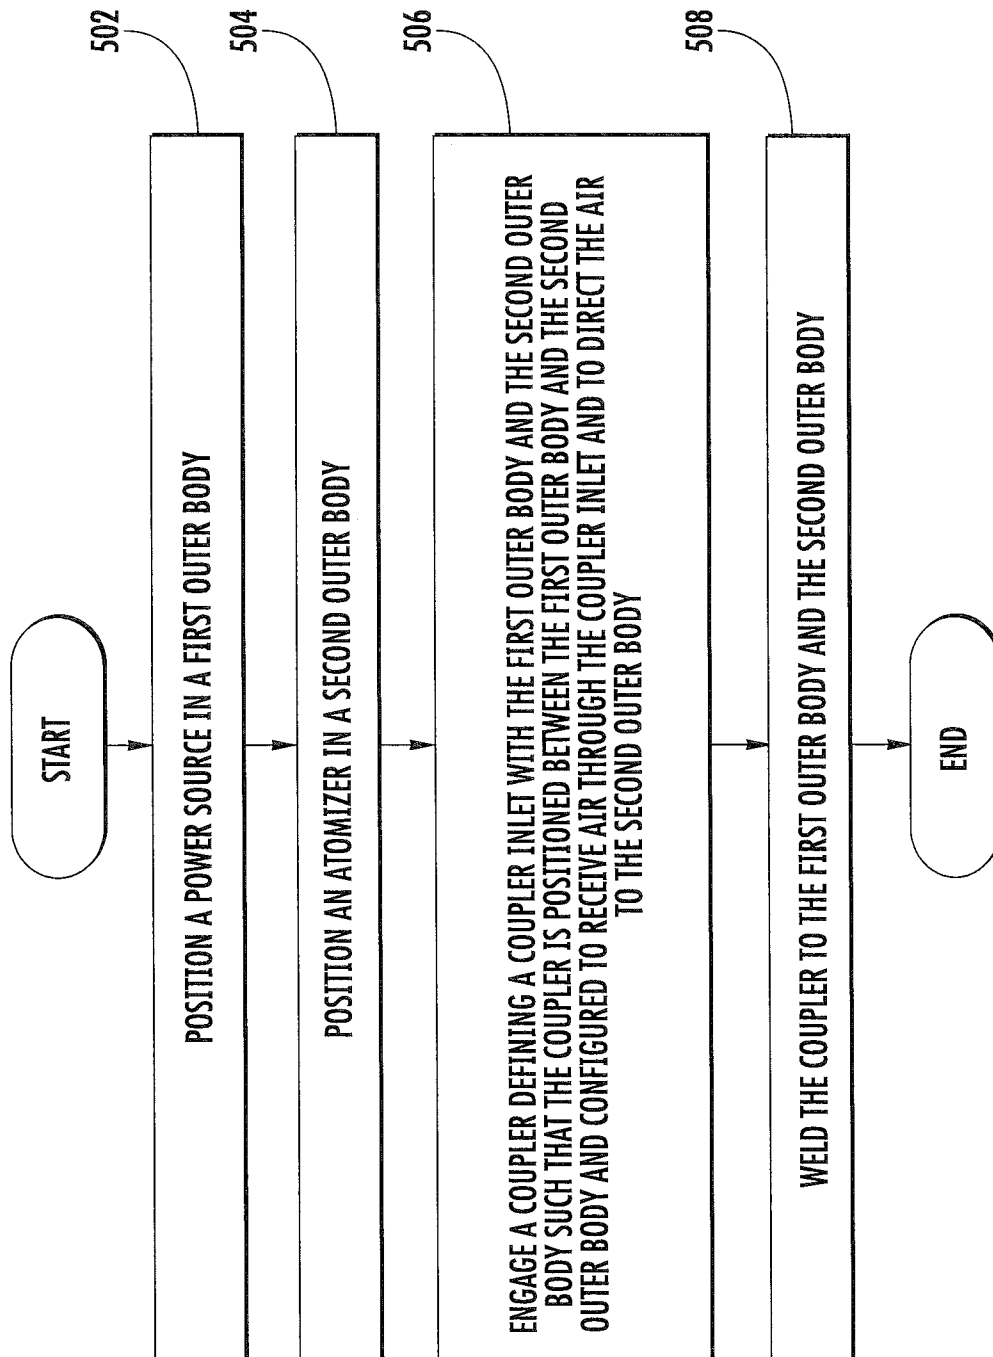 START
502
POSITION A POWER SOURCE IN A FIRST OUTER BODY
504
POSITION AN ATOMIZER IN A SECOND OUTER BODY
506
ENGAGE A COUPLER DEFINING A COUPLER INLET WITH THE FIRST OUTER BODY AND THE SECOND OUTER
BODY SUCH THAT THE COUPLER IS POSITIONED BETWEEN THE FIRST OUTER BODY AND THE SECOND
OUTER BODY AND CONFIGURED TO RECEIVE AIR THROUGH THE COUPLER INLET AND TO DIRECT THE AIR
TO THE SECOND OUTER BODY
508
WELD THE COUPLER TO THE FIRST OUTER BODY AND THE SECOND OUTER BODY
END